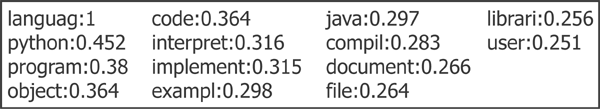 languag:1 code:0.364 java:0.297 librari:0.256
python:0.452 interpret:0.316 compil:0.283 user:0.251
program:0.38 implement:0.315 document:0.266
object:0.364 exampl:0.298 file:0.264